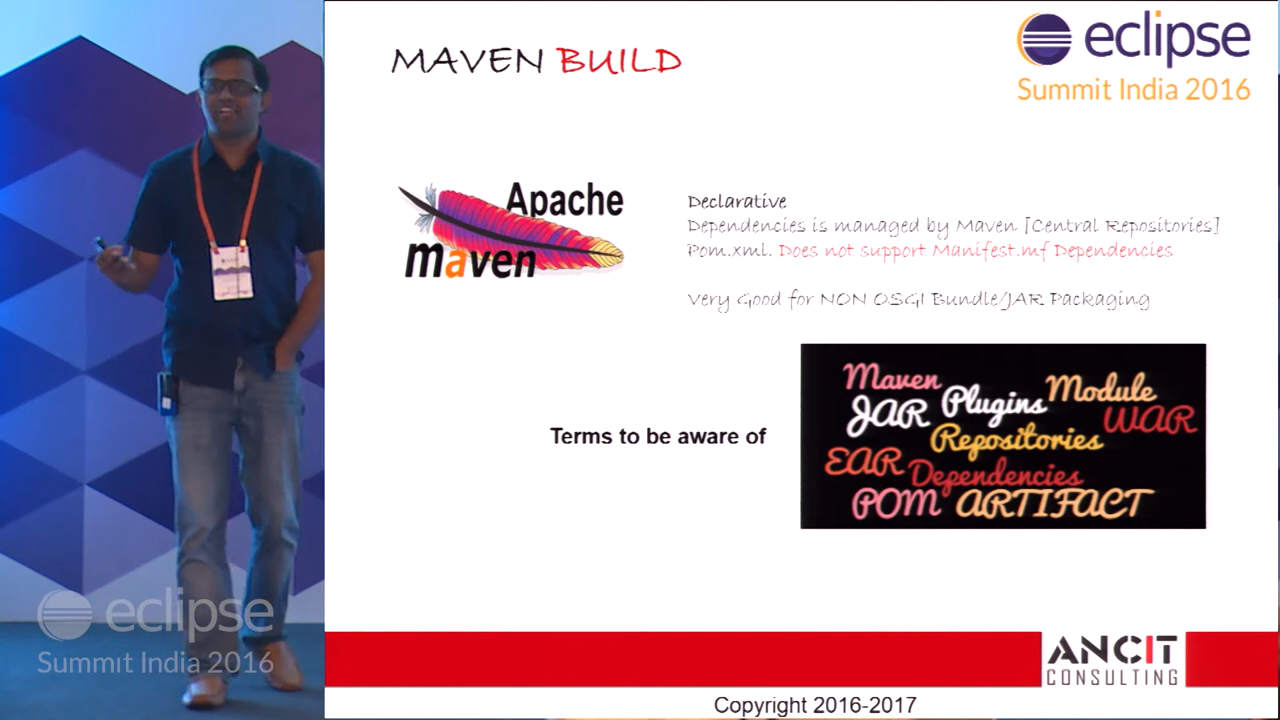 MAVEN BUILD
eclipse
Summit India 2016
Apache
maven
Declarative
Dependencies is managed by Maven [Central Repositories]
Pom.xml. Does not support Manifest.mf Dependencies
Very Good for NON OSGI Bundle/JAR Packaging
Terms to be aware of
Maven
Plugins
Module
JAR
WAR
Repositories
EAR
Dependencies
POM
ARTIFACT
eclipse
Summit India 2016
ANCIT
CONSULTING
Copyright 2016-2017